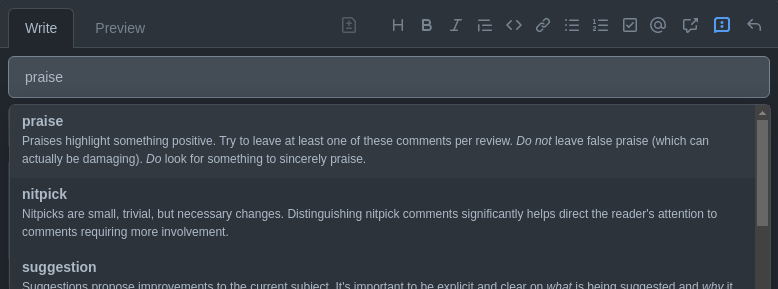 Write Preview
praise
praise
Praises highlight something positive. Try to leave at least one of these comments per review. Do not leave false praise (which can
actually be damaging). Do look for something to sincerely praise.
nitpick
Nitpicks are small, trivial, but necessary changes. Distinguishing nitpick comments significantly helps direct the reader's attention to
comments requiring more involvement.
suggestion
Suggestions propose improvements to the current subject. It's important to be explicit and clear on what is being suggested and why it